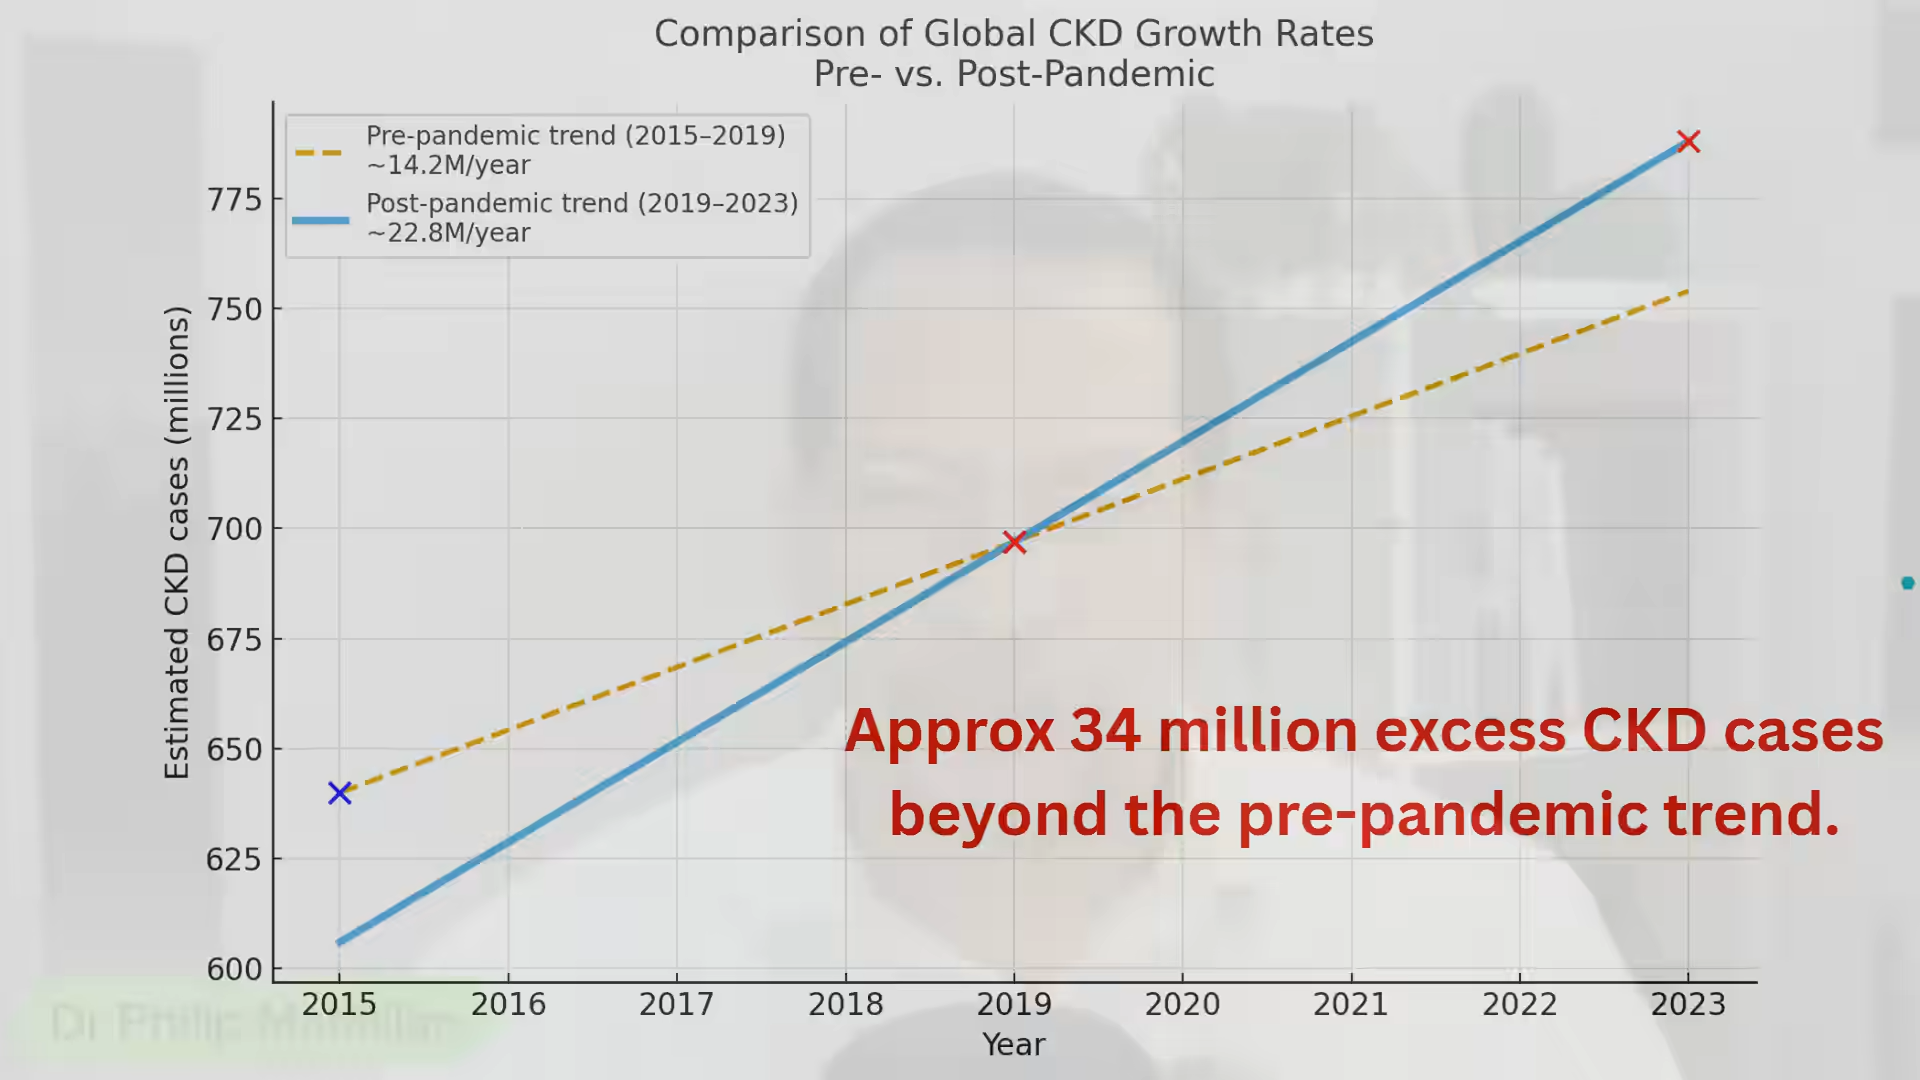 Comparison of Global CKD Growth Rates
Pre- vs. Post-Pandemic
Pre-pandemic trend (2015–2019)
~14.2M/year
Post-pandemic trend (2019–2023)
~22.8M/year
Estimated CKD cases (millions)
775
750
725
700
675
650
625
600
Approx 34 million excess CKD cases
beyond the pre-pandemic trend.
2015 2016 2017 2018 2019 2020 2021 2022 2023
Year
Dr Philip